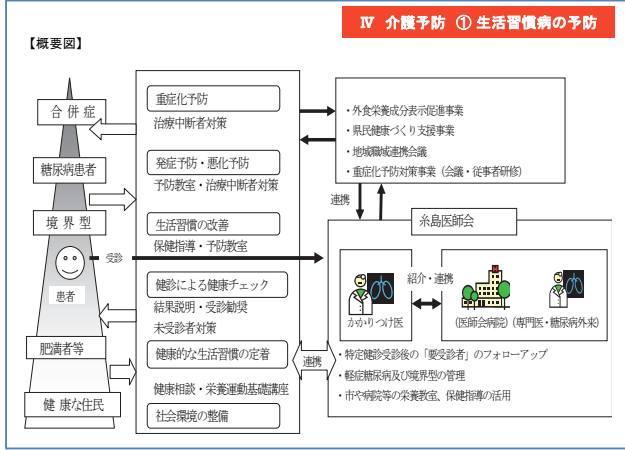 Ⅳ 介護予防 ① 生活習慣病の予防
【概要図】
合併症
糖尿病患者
境界型
患者
肥満者等
健康な住民
受診
重症化予防
治療中断者対策
発症予防・悪化予防
予防教室・治療中断者対策
生活習慣の改善
保健指導・予防教室
健診による健康チェック
結果説明・受診勧奨
未受診者対策
健康的な生活習慣の定着
健康相談・栄養運動基礎講座
社会環境の整備
・外食栄養成分表示促進事業
・県民健康づくり支援事業
・地域職域連携会議
・重症化予防対策事業（会議・従事者研修）
連携
糸島医師会
紹介・連携
かかりつけ医
(医師会病院)
(専門医・糖尿病外来)
連携
・特定健診受診後の「要受診者」のフォローアップ
・軽症糖尿病及び境界型の管理
・市や病院等の栄養教室、保健指導の活用